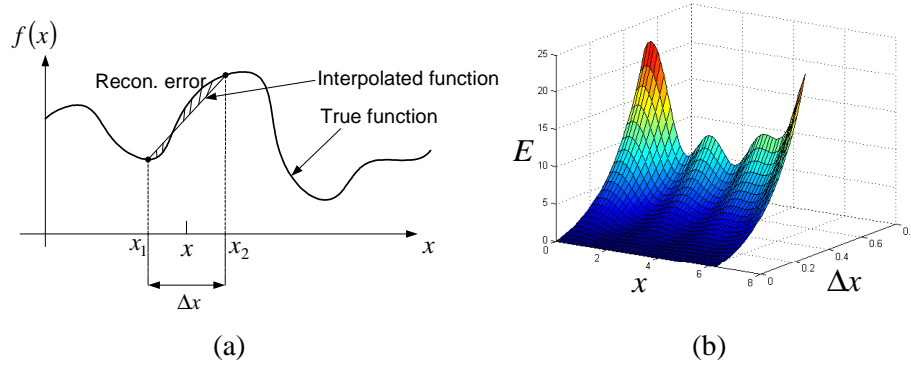 f(x)
Recon. error
Interpolated function
True function
x₁
x
x₂
x
Δx
(a)
25
20
15
10
5
0
E
0
2
4
6
8
x
0
0.2
0.4
0.6
Δx
(b)